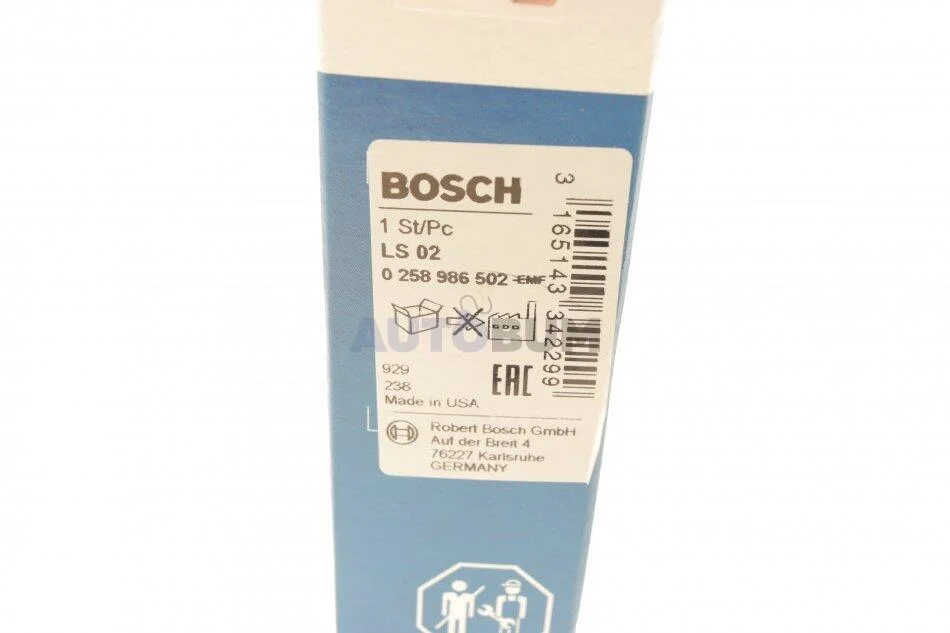 BOSCH
1 St/Pc
LS 02
0 258 986 502 EMF
AUTOBUM
929
238
Made in USA
EAC
Robert Bosch GmbH
Auf der Breit 4
76227 Karlsruhe
GERMANY
3 165143 342299